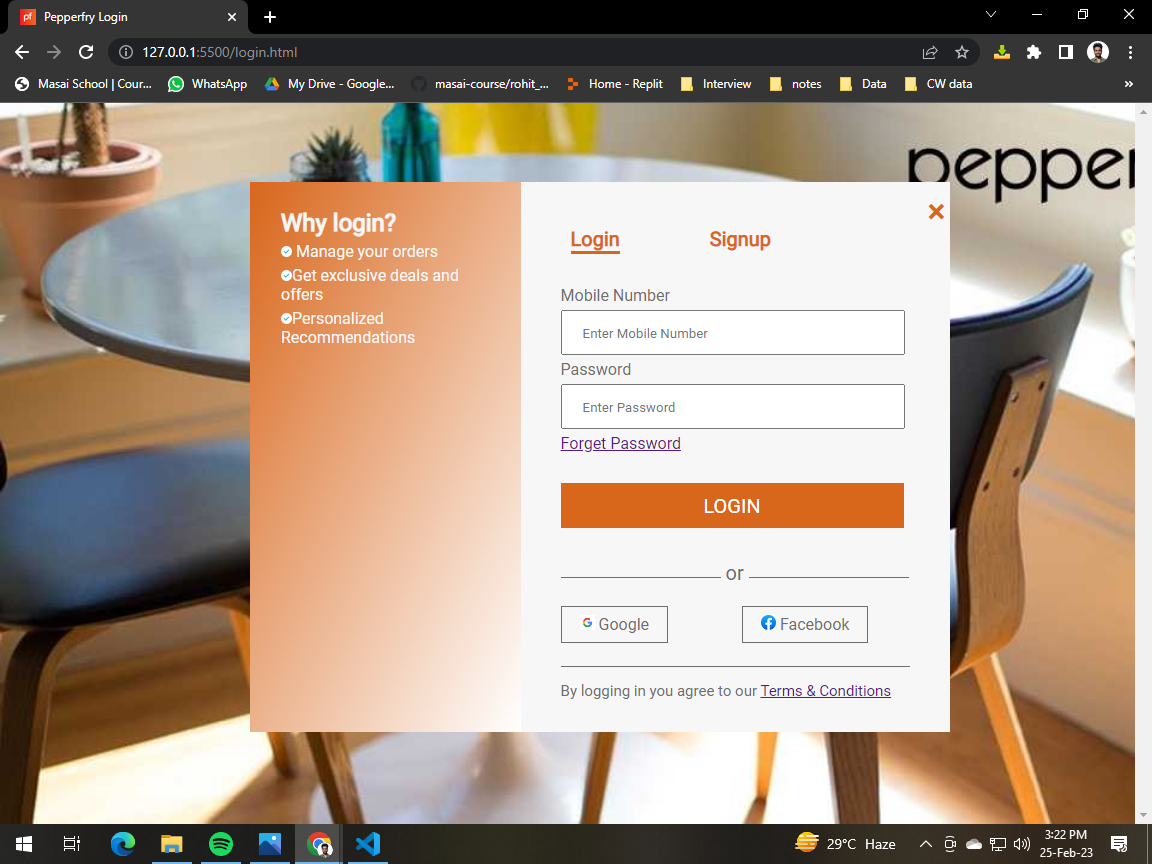 pf Pepperfry Login
127.0.0.1:5500/login.html
Masai School | Cour... WhatsApp My Drive - Google... masai-course/rohit_... Home - Replit Interview notes Data CW data »
pepper
Why login?
Manage your orders
Get exclusive deals and
offers
Personalized
Recommendations
Login Signup
Mobile Number
Enter Mobile Number
Password
Enter Password
Forget Password
LOGIN
or
Google Facebook
By logging in you agree to our Terms & Conditions
29°C Haze
3:22 PM
25-Feb-23